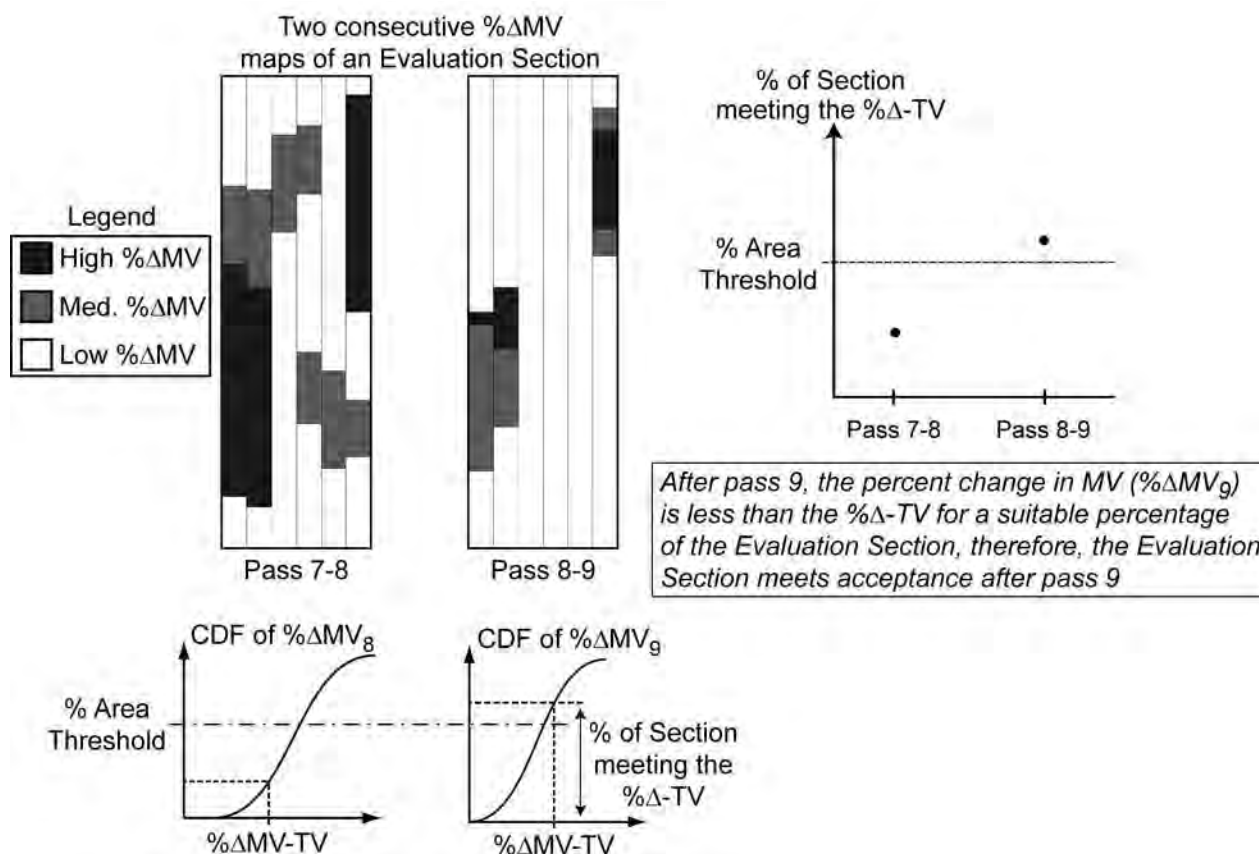 Two consecutive %ΔMV
maps of an Evaluation Section
Legend
High %ΔMV
Med. %ΔMV
Low %ΔMV
Pass 7-8
Pass 8-9
% of Section
meeting the %Δ-TV
% Area
Threshold
Pass 7-8
Pass 8-9
After pass 9, the percent change in MV (%ΔMV₉)
is less than the %Δ-TV for a suitable percentage
of the Evaluation Section, therefore, the Evaluation
Section meets acceptance after pass 9
CDF of %ΔMV₈
% Area
Threshold
%ΔMV-TV
CDF of %ΔMV₉
% of Section
meeting the
%Δ-TV
%ΔMV-TV